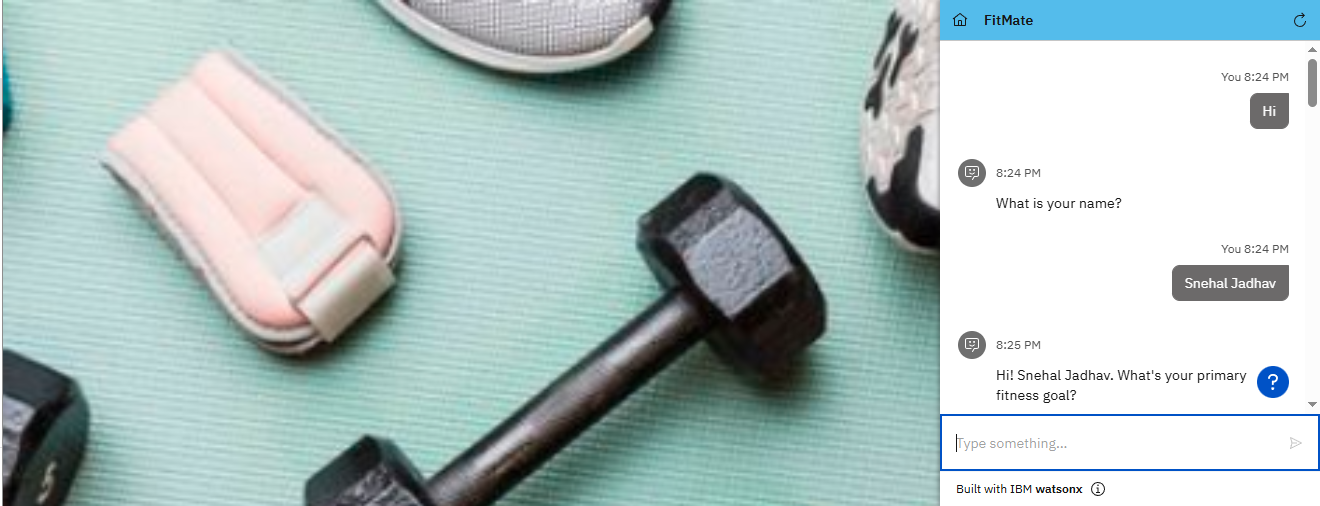 FitMate
You 8:24 PM
Hi
8:24 PM
What is your name?
You 8:24 PM
Snehal Jadhav
8:25 PM
Hi! Snehal Jadhav. What's your primary
fitness goal?
?
Type something...
Built with IBM watsonx